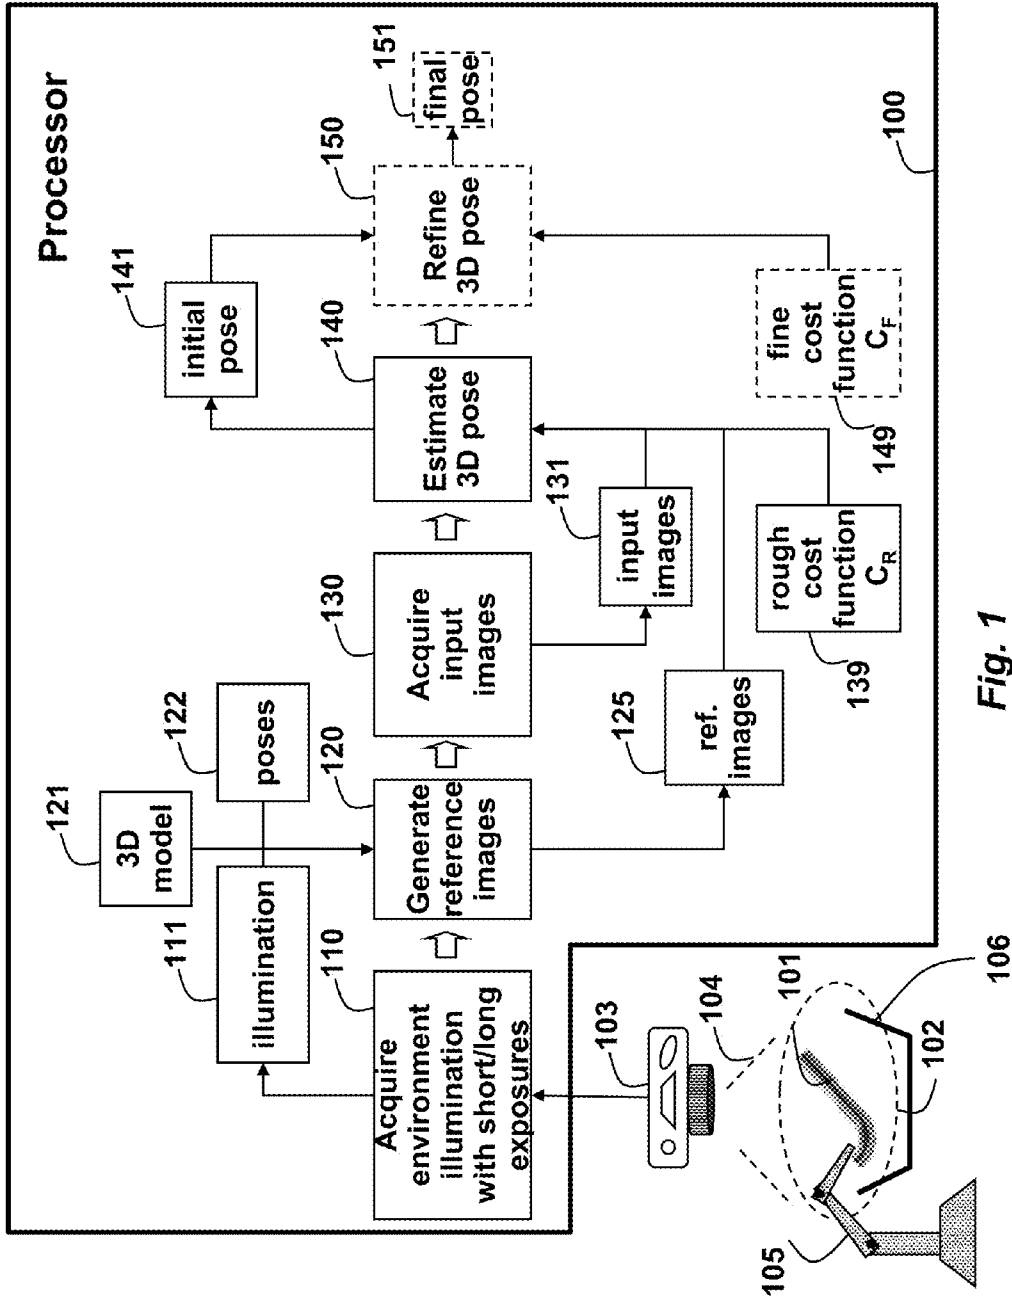 Processor
121
3D
model
122
poses
111
illumination
141
initial
pose
110
Acquire
environment
illumination
with short/long
exposures
120
Generate
reference
images
130
Acquire
input
images
140
Estimate
3D pose
150
Refine
3D pose
151
final
pose
131
input
images
125
ref.
images
139
rough
cost
function
C_R
149
fine
cost
function
C_F
100
103
104
101
105
102
106
Fig. 1